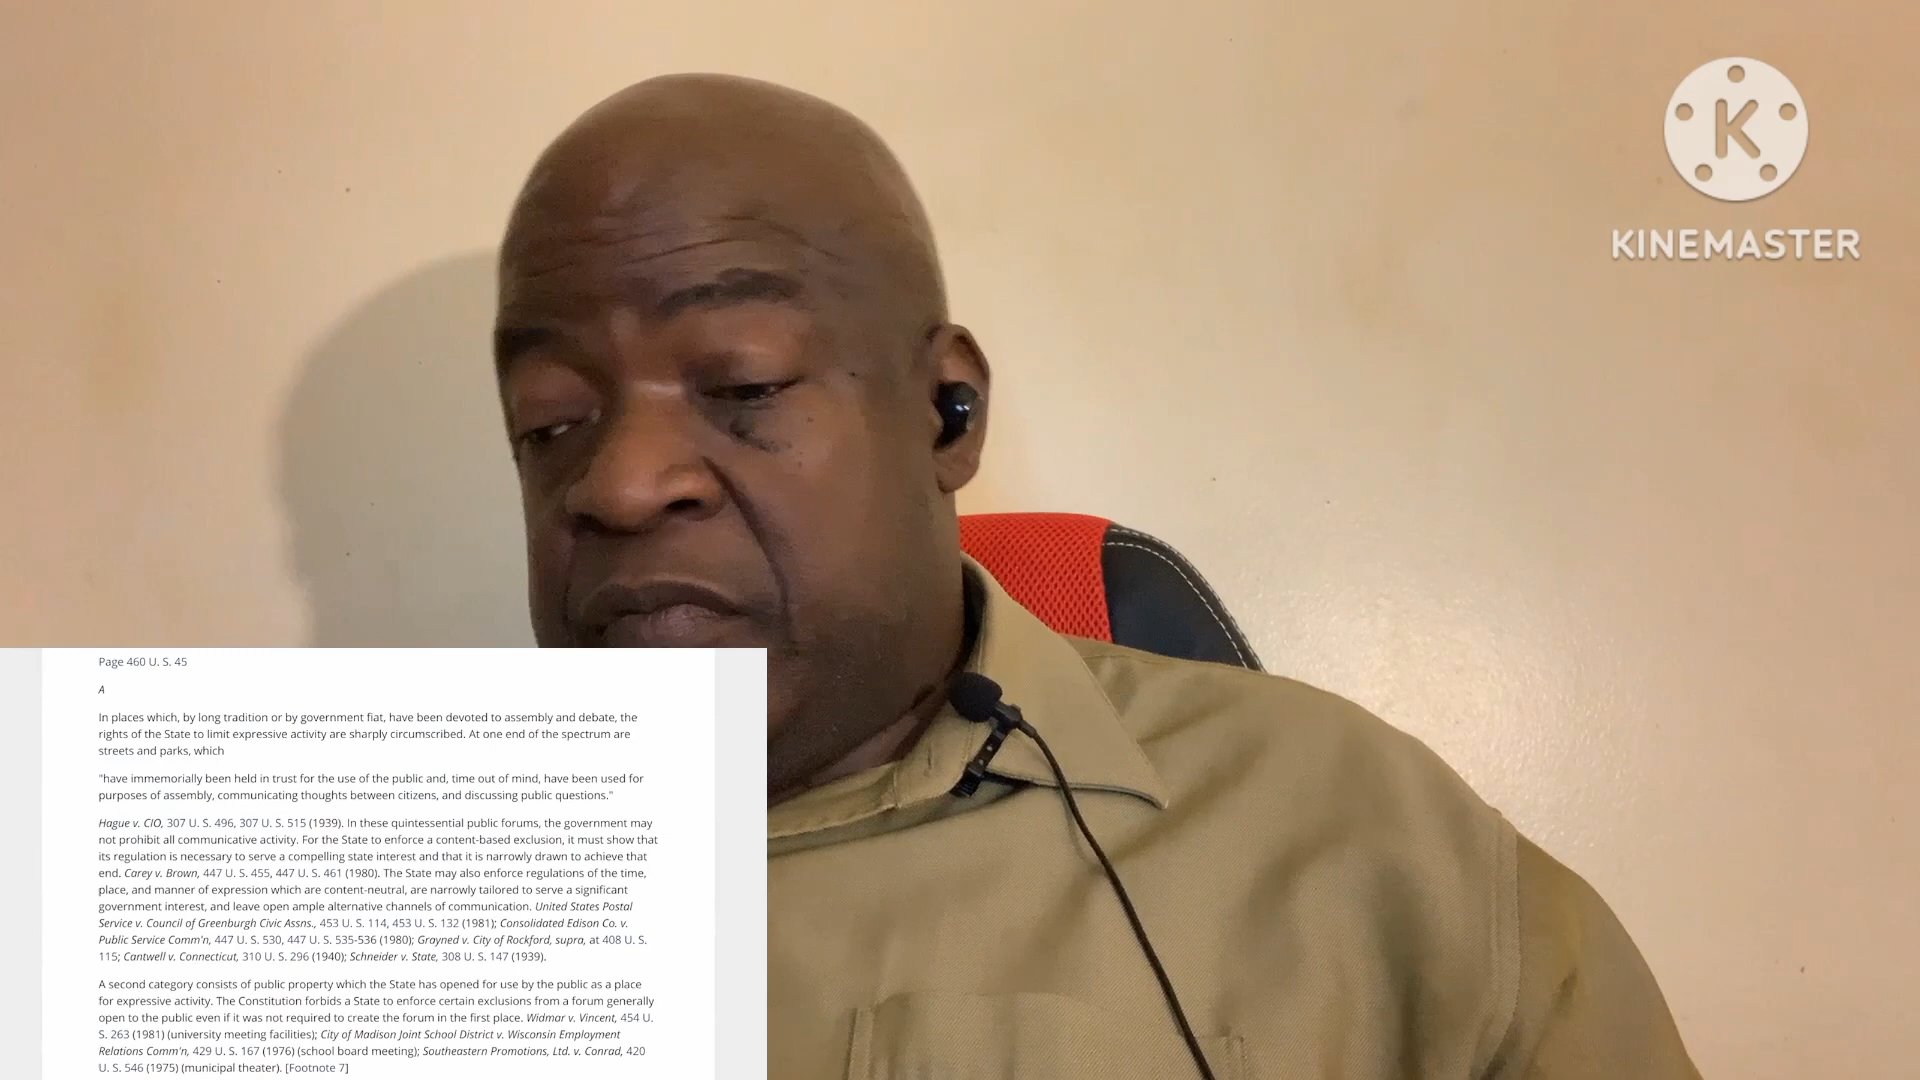 K
KINEMASTER
Page 460 U. S. 45
A
In places which, by long tradition or by government fiat, have been devoted to assembly and debate, the
rights of the State to limit expressive activity are sharply circumscribed. At one end of the spectrum are
streets and parks, which
"have immemorially been held in trust for the use of the public and, time out of mind, have been used for
purposes of assembly, communicating thoughts between citizens, and discussing public questions."
Hague v. CIO, 307 U. S. 496, 307 U. S. 515 (1939). In these quintessential public forums, the government may
not prohibit all communicative activity. For the State to enforce a content-based exclusion, it must show that
its regulation is necessary to serve a compelling state interest and that it is narrowly drawn to achieve that
end. Carey v. Brown, 447 U. S. 455, 447 U. S. 461 (1980). The State may also enforce regulations of the time,
place, and manner of expression which are content-neutral, are narrowly tailored to serve a significant
government interest, and leave open ample alternative channels of communication. United States Postal
Service v. Council of Greenburgh Civic Assns., 453 U. S. 114, 453 U. S. 132 (1981); Consolidated Edison Co. v.
Public Service Comm'n, 447 U. S. 530, 447 U. S. 535-536 (1980); Grayned v. City of Rockford, supra, at 408 U. S.
115; Cantwell v. Connecticut, 310 U. S. 296 (1940); Schneider v. State, 308 U. S. 147 (1939).
A second category consists of public property which the State has opened for use by the public as a place
for expressive activity. The Constitution forbids a State to enforce certain exclusions from a forum generally
open to the public even if it was not required to create the forum in the first place. Widmar v. Vincent, 454 U.
S. 263 (1981) (university meeting facilities); City of Madison Joint School District v. Wisconsin Employment
Relations Comm'n, 429 U. S. 167 (1976) (school board meeting); Southeastern Promotions, Ltd. v. Conrad, 420
U. S. 546 (1975) (municipal theater). [Footnote 7]